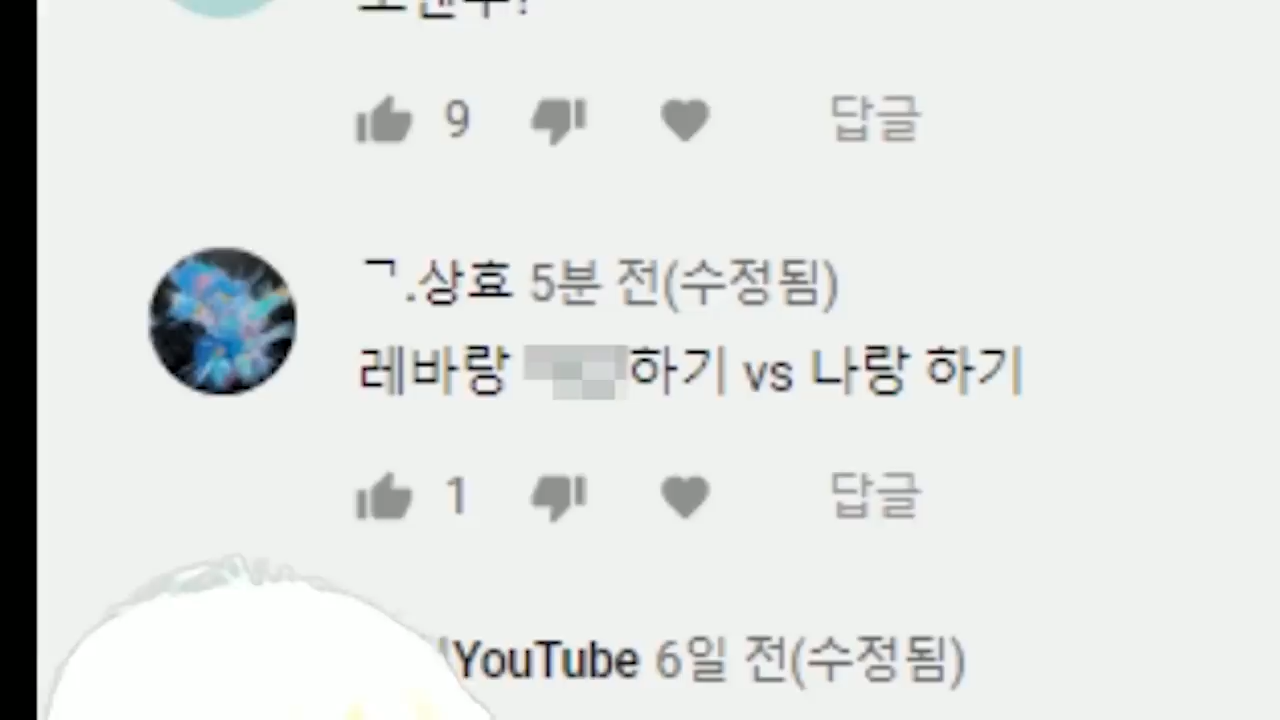 9 답글
ㄱ.상효 5분 전(수정됨)
레바랑 하기 vs 나랑 하기
1 답글
YouTube 6일 전(수정됨)